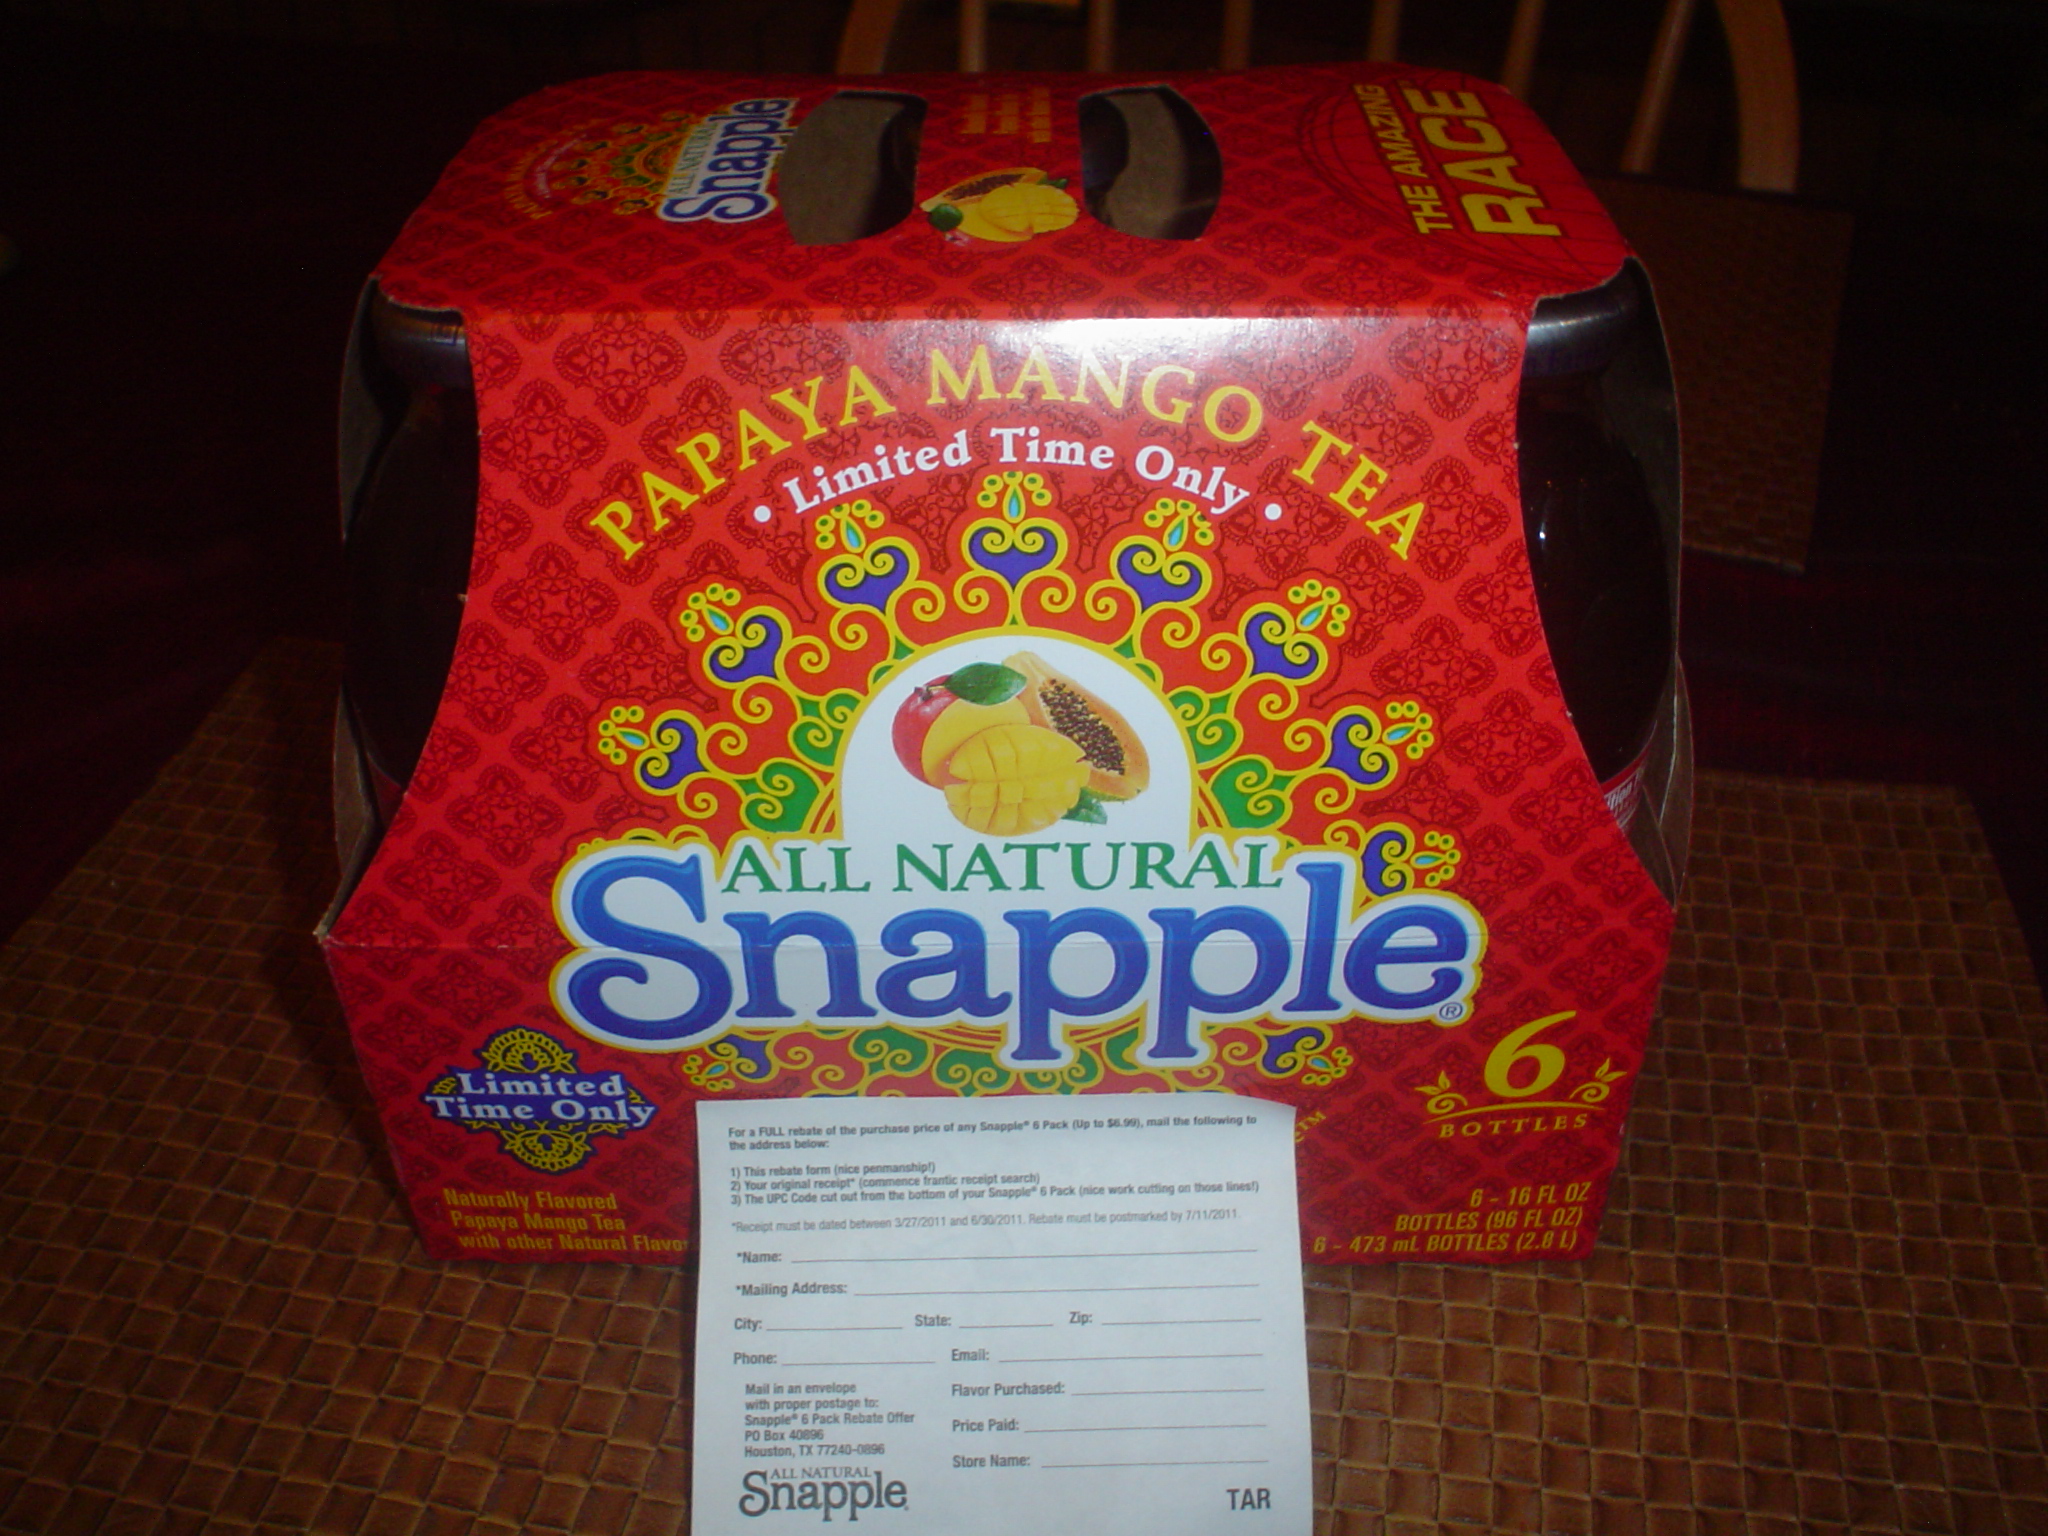 ALL NATURAL
Snapple
THE AMAZING
RACE
PAPAYA MANGO TEA
• Limited Time Only •
ALL NATURAL
Snapple®
Limited
Time Only
6
BOTTLES
Naturally Flavored
Papaya Mango Tea
with other Natural Flavo
6 - 16 FL OZ
BOTTLES (96 FL OZ)
6 - 473 mL BOTTLES (2.8 L)
For a FULL rebate of the purchase price of any Snapple® 6 Pack (Up to $6.99), mail the following to
the address below:
1) This rebate form (nice penmanship!)
2) Your original receipt* (commence frantic receipt search)
3) The UPC Code cut out from the bottom of your Snapple® 6 Pack (nice work cutting on those lines!)
*Receipt must be dated between 3/27/2011 and 6/30/2011. Rebate must be postmarked by 7/11/2011.
*Name:
*Mailing Address:
City: State: Zip:
Phone: Email:
Flavor Purchased:
Price Paid:
Store Name:
Mail in an envelope
with proper postage to:
Snapple® 6 Pack Rebate Offer
PO Box 40896
Houston, TX 77240-0896
ALL NATURAL
Snapple
TAR